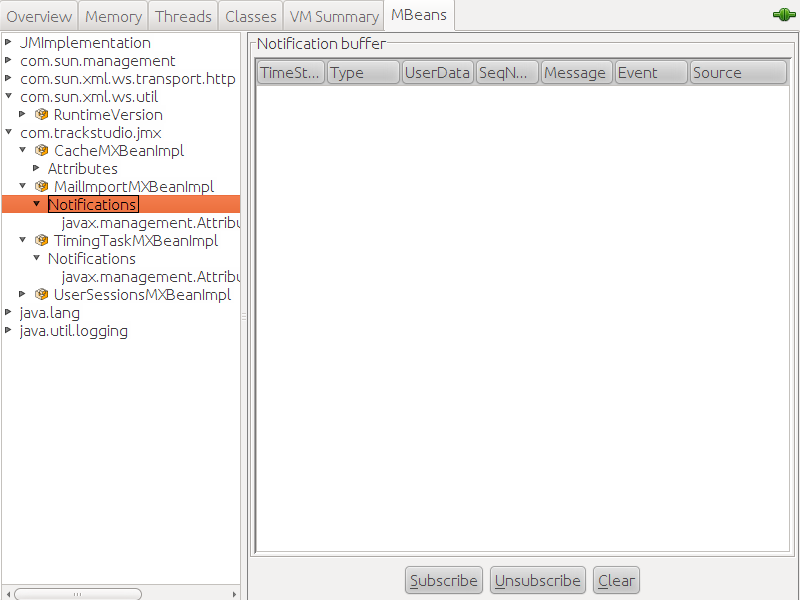 Overview Memory Threads Classes VM Summary MBeans
JMImplementation
com.sun.management
com.sun.xml.ws.transport.http
com.sun.xml.ws.util
RuntimeVersion
com.trackstudio.jmx
CacheMXBeanImpl
Attributes
MailImportMXBeanImpl
Notifications
javax.management.Attribu
TimingTaskMXBeanImpl
Notifications
javax.management.Attribu
UserSessionsMXBeanImpl
java.lang
java.util.logging
Notification buffer
TimeSt... Type UserData SeqN... Message Event Source
Subscribe Unsubscribe Clear